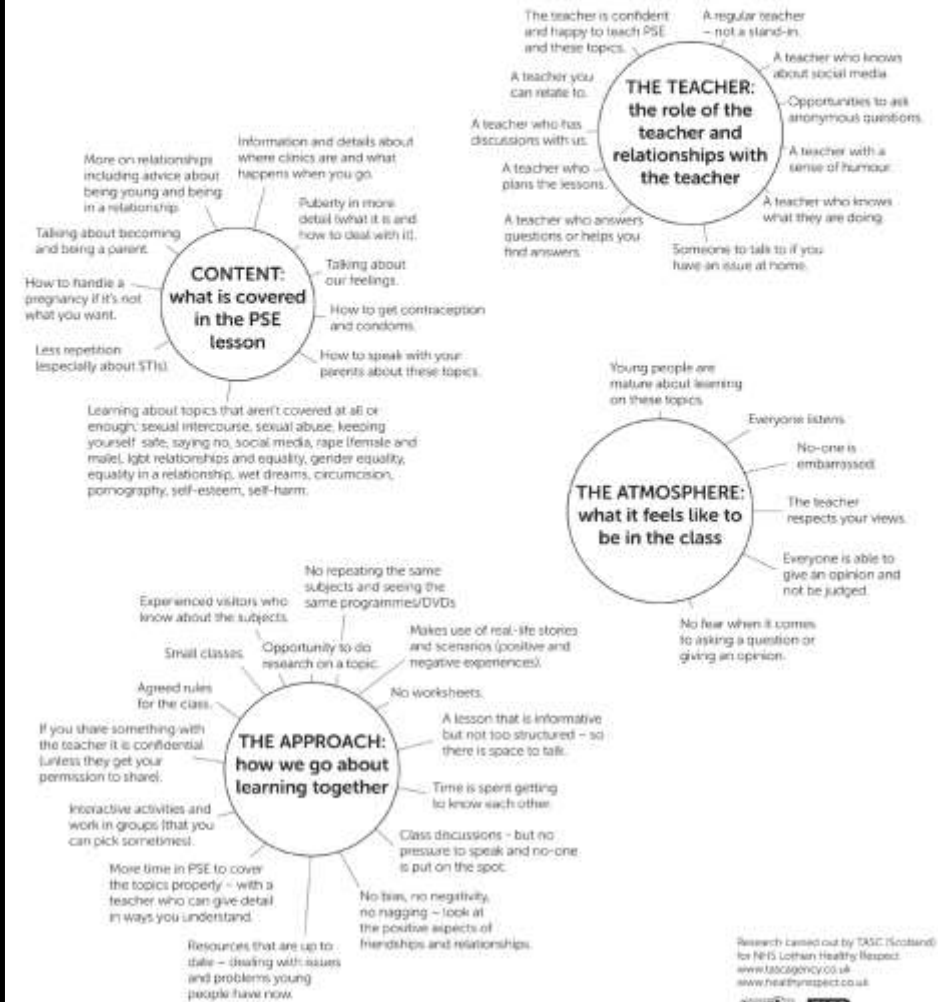 The teacher is confident
and happy to teach PSE
and these topics.
A regular teacher
– not a stand-in.
A teacher who knows
about social media
Opportunities to ask
anonymous questions.
A teacher with a
sense of humour.
A teacher who knows
what they are doing.
Someone to talk to if you
have an issue at home.
A teacher who answers
questions or helps you
find answers.
A teacher who
plans the lessons.
A teacher who has
discussions with us.
A teacher you
can relate to.
THE TEACHER:
the role of the
teacher and
relationships with
the teacher
Information and details about
where clinics are and what
happens when you go.
More on relationships
including advice about
being young and being
in a relationship.
Puberty in more
detail (what it is and
how to deal with it).
Talking about becoming
and being a parent.
Talking about
our feelings.
How to handle a
pregnancy if it's not
what you want.
How to get contraception
and condoms.
Less repetition
(especially about STIs).
How to speak with your
parents about these topics.
CONTENT:
what is covered
in the PSE
lesson
Learning about topics that aren't covered at all or
enough: sexual intercourse, sexual abuse, keeping
yourself safe, saying no, social media, rape (female and
male), lgbt relationships and equality, gender equality,
equality in a relationship, wet dreams, circumcision,
pornography, self-esteem, self-harm.
Young people are
mature about learning
on these topics.
Everyone listens.
No-one is
embarrassed.
The teacher
respects your views.
Everyone is able to
give an opinion and
not be judged.
No fear when it comes
to asking a question or
giving an opinion.
THE ATMOSPHERE:
what it feels like to
be in the class
No repeating the same
subjects and seeing the
same programmes/DVDs
Experienced visitors who
know about the subjects.
Opportunity to do
research on a topic.
Makes use of real-life stories
and scenarios (positive and
negative experiences).
Small classes.
No worksheets.
Agreed rules
for the class.
A lesson that is informative
but not too structured – so
there is space to talk.
If you share something with
the teacher it is confidential
(unless they get your
permission to share).
THE APPROACH:
how we go about
learning together
Time is spent getting
to know each other.
Interactive activities and
work in groups (that you
can pick sometimes).
Class discussions – but no
pressure to speak and no-one
is put on the spot.
More time in PSE to cover
the topics properly – with a
teacher who can give detail
in ways you understand.
No bias, no negativity,
no nagging – look at
the positive aspects of
friendships and relationships.
Resources that are up to
date – dealing with issues
and problems young
people have now.
Research carried out by TASC (Scotland)
for NHS Lothian Healthy Respect
www.tascagency.co.uk
www.healthyrespect.co.uk